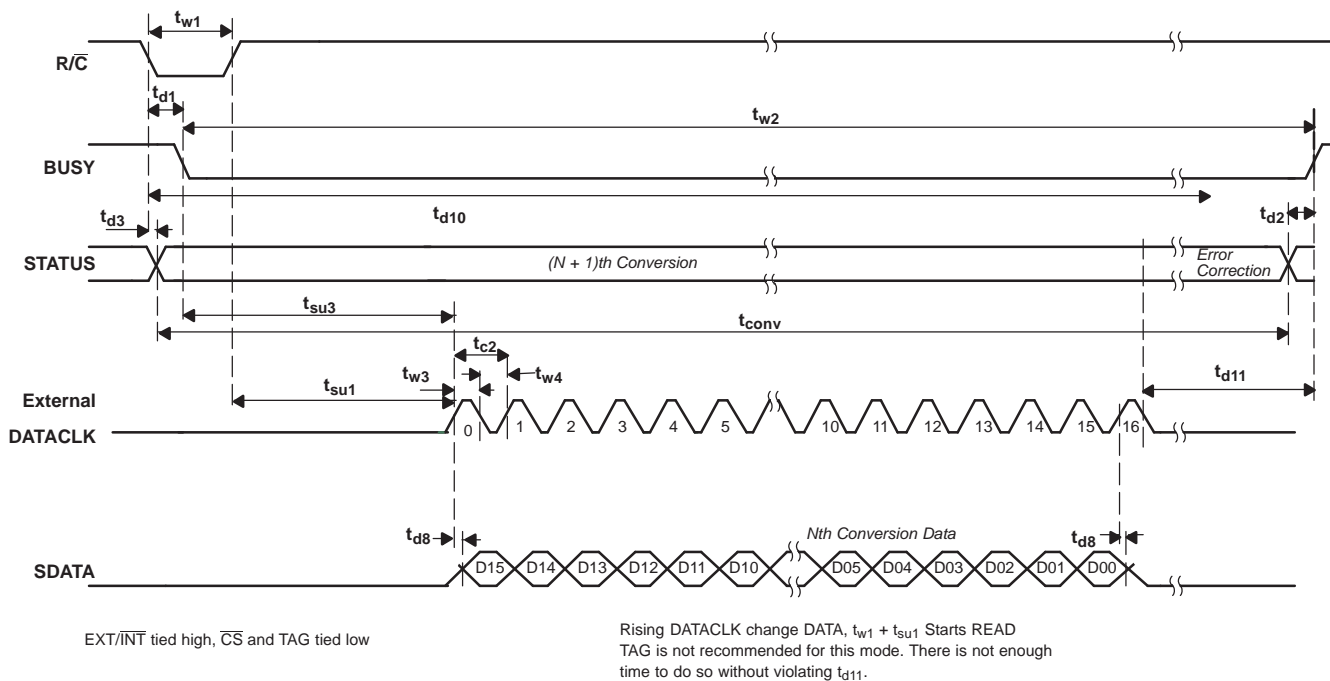 tw1
R/C̅
td1
tw2
BUSY
td3
td10
td2
STATUS
(N + 1)th Conversion
Error
Correction
tsu3
tconv
tc2
tw3
tw4
td11
tsu1
External
DATACLK
0 1 2 3 4 5 10 11 12 13 14 15 16
Nth Conversion Data
td8
td8
SDATA
D15 D14 D13 D12 D11 D10 D05 D04 D03 D02 D01 D00
EXT/I̅N̅T̅ tied high, C̅S̅ and TAG tied low
Rising DATACLK change DATA, tw1 + tsu1 Starts READ
TAG is not recommended for this mode. There is not enough
time to do so without violating td11.